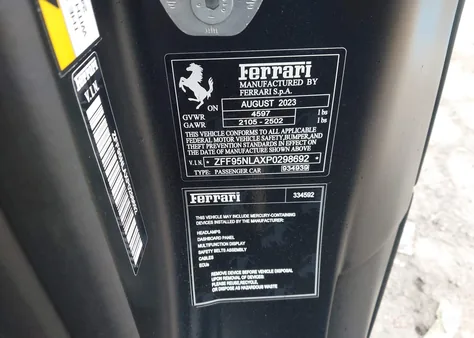 Ferrari
MANUFACTURED BY
FERRARI S.p.A.
ON AUGUST 2023
GVWR 4597 lbs
GAWR 2105 - 2502 lbs
THIS VEHICLE CONFORMS TO ALL APPLICABLE
FEDERAL MOTOR VEHICLE SAFETY, BUMPER, AND
THEFT PREVENTION STANDARDS IN EFFECT ON
THE DATE OF MANUFACTURE SHOWN ABOVE
V.I.N. * ZFF95NLAXP0298692 *
TYPE: PASSENGER CAR 934939
Ferrari 334592
THIS VEHICLE MAY INCLUDE MERCURY-CONTAINING
DEVICES INSTALLED BY THE MANUFACTURER:
HEADLAMPS
DASHBOARD PANEL
MULTIFUNCTION DISPLAY
SAFETY BELTS ASSEMBLY
CABLES
ECUs
REMOVE DEVICE BEFORE VEHICLE DISPOSAL
UPON REMOVAL OF DEVICES
PLEASE REUSE, RECYCLE,
OR DISPOSE AS HAZARDOUS WASTE
V.I.N.